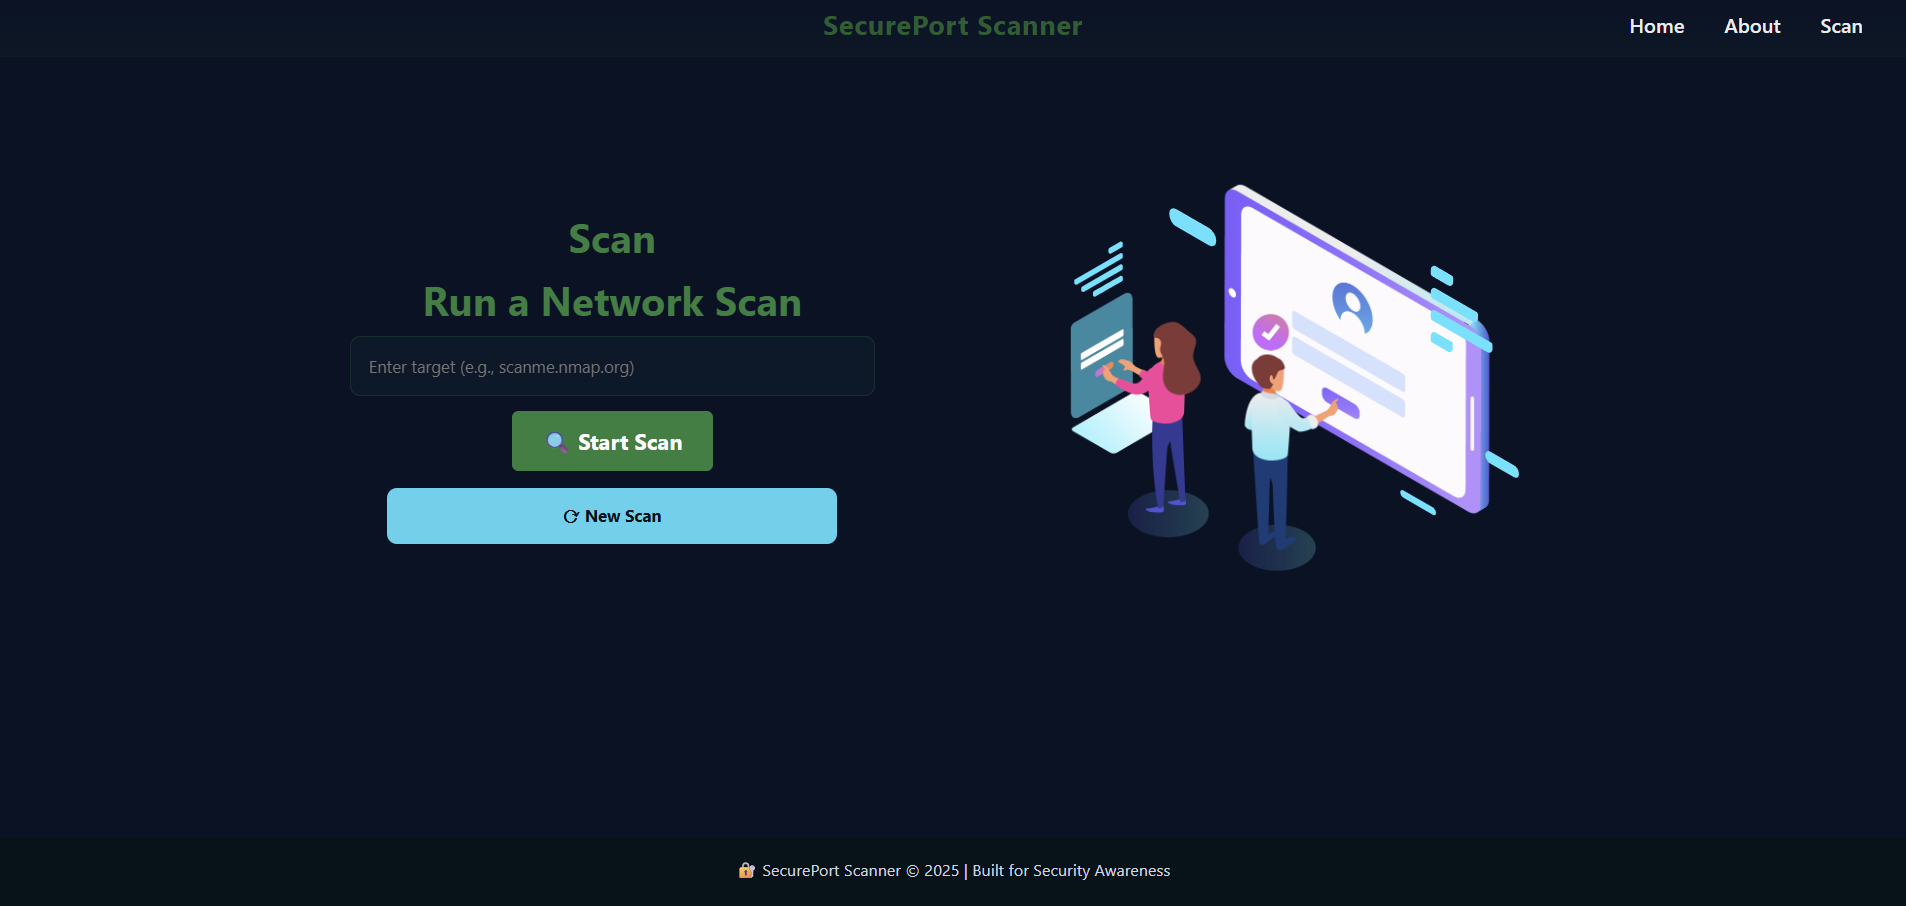 SecurePort Scanner
Home About Scan
Scan
Run a Network Scan
Enter target (e.g., scanme.nmap.org)
🔍 Start Scan
⟳ New Scan
🔐 SecurePort Scanner © 2025 | Built for Security Awareness